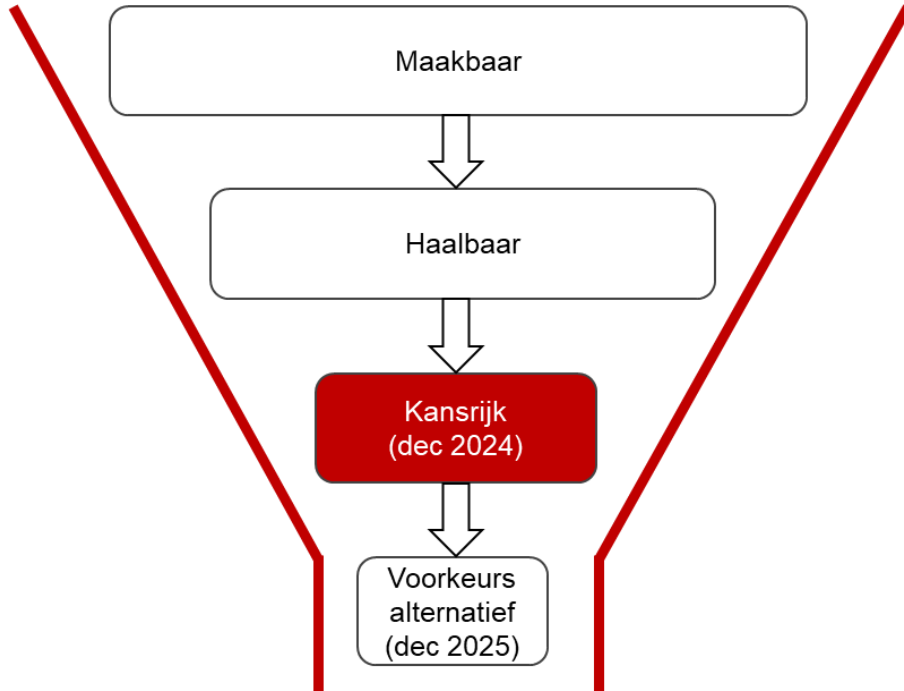 Maakbaar
Haalbaar
Kansrijk
(dec 2024)
Voorkeurs
alternatief
(dec 2025)